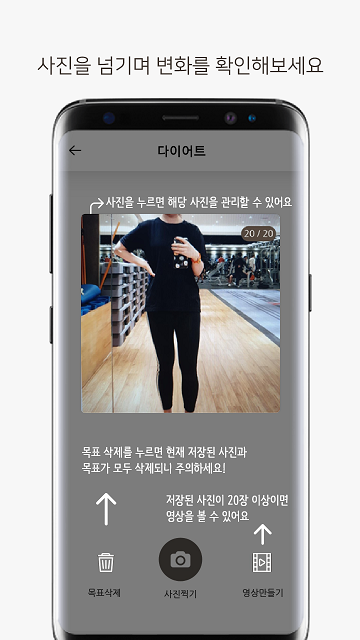 사진을 넘기며 변화를 확인해보세요
다이어트
사진을 누르면 해당 사진을 관리할 수 있어요
20 / 20
목표 삭제를 누르면 현재 저장된 사진과
목표가 모두 삭제되니 주의하세요!
저장된 사진이 20장 이상이면
영상을 볼 수 있어요
목표삭제
사진찍기
영상만들기